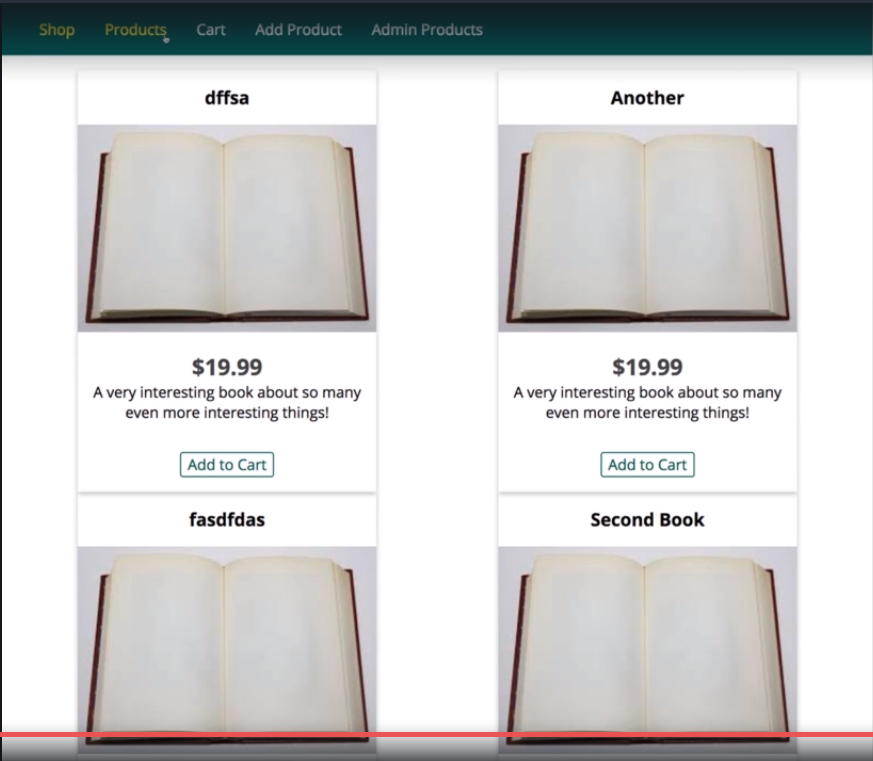 Shop Products Cart Add Product Admin Products
dffsa
$19.99
A very interesting book about so many
even more interesting things!
Add to Cart
Another
$19.99
A very interesting book about so many
even more interesting things!
Add to Cart
fasdfdas
Second Book